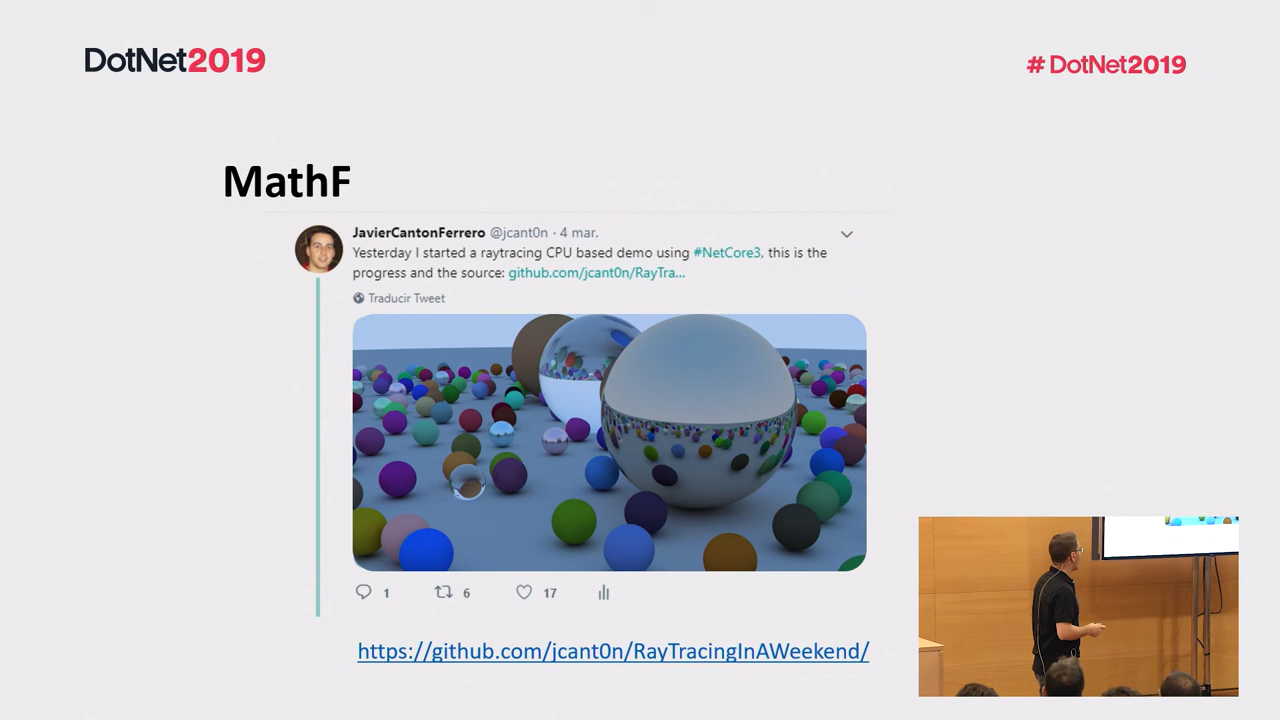 DotNet2019
# DotNet2019
MathF
JavierCantonFerrero @jcant0n · 4 mar.
Yesterday I started a raytracing CPU based demo using #NetCore3, this is the
progress and the source: github.com/jcant0n/RayTra...
Traducir Tweet
1 6 17
https://github.com/jcant0n/RayTracingInAWeekend/